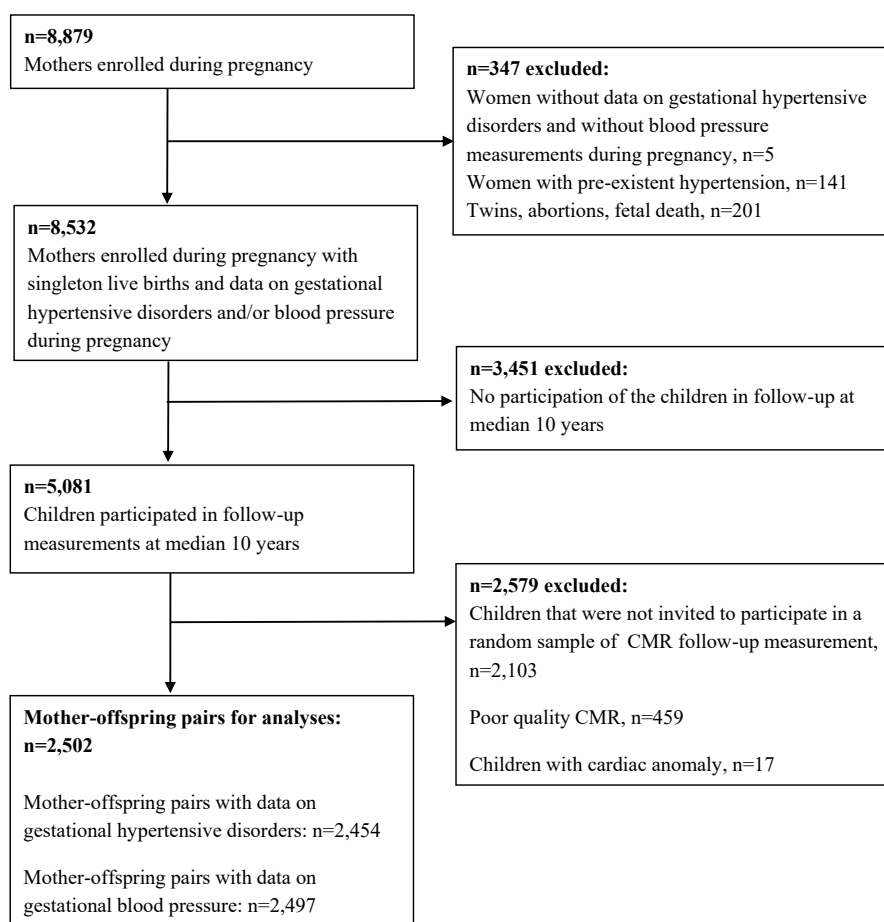 n=8,879
Mothers enrolled during pregnancy
n=347 excluded:
Women without data on gestational hypertensive
disorders and without blood pressure
measurements during pregnancy, n=5
Women with pre-existent hypertension, n=141
Twins, abortions, fetal death, n=201
n=8,532
Mothers enrolled during pregnancy with
singleton live births and data on gestational
hypertensive disorders and/or blood pressure
during pregnancy
n=3,451 excluded:
No participation of the children in follow-up at
median 10 years
n=5,081
Children participated in follow-up
measurements at median 10 years
n=2,579 excluded:
Children that were not invited to participate in a
random sample of CMR follow-up measurement,
n=2,103
Poor quality CMR, n=459
Children with cardiac anomaly, n=17
Mother-offspring pairs for analyses:
n=2,502
Mother-offspring pairs with data on
gestational hypertensive disorders: n=2,454
Mother-offspring pairs with data on
gestational blood pressure: n=2,497